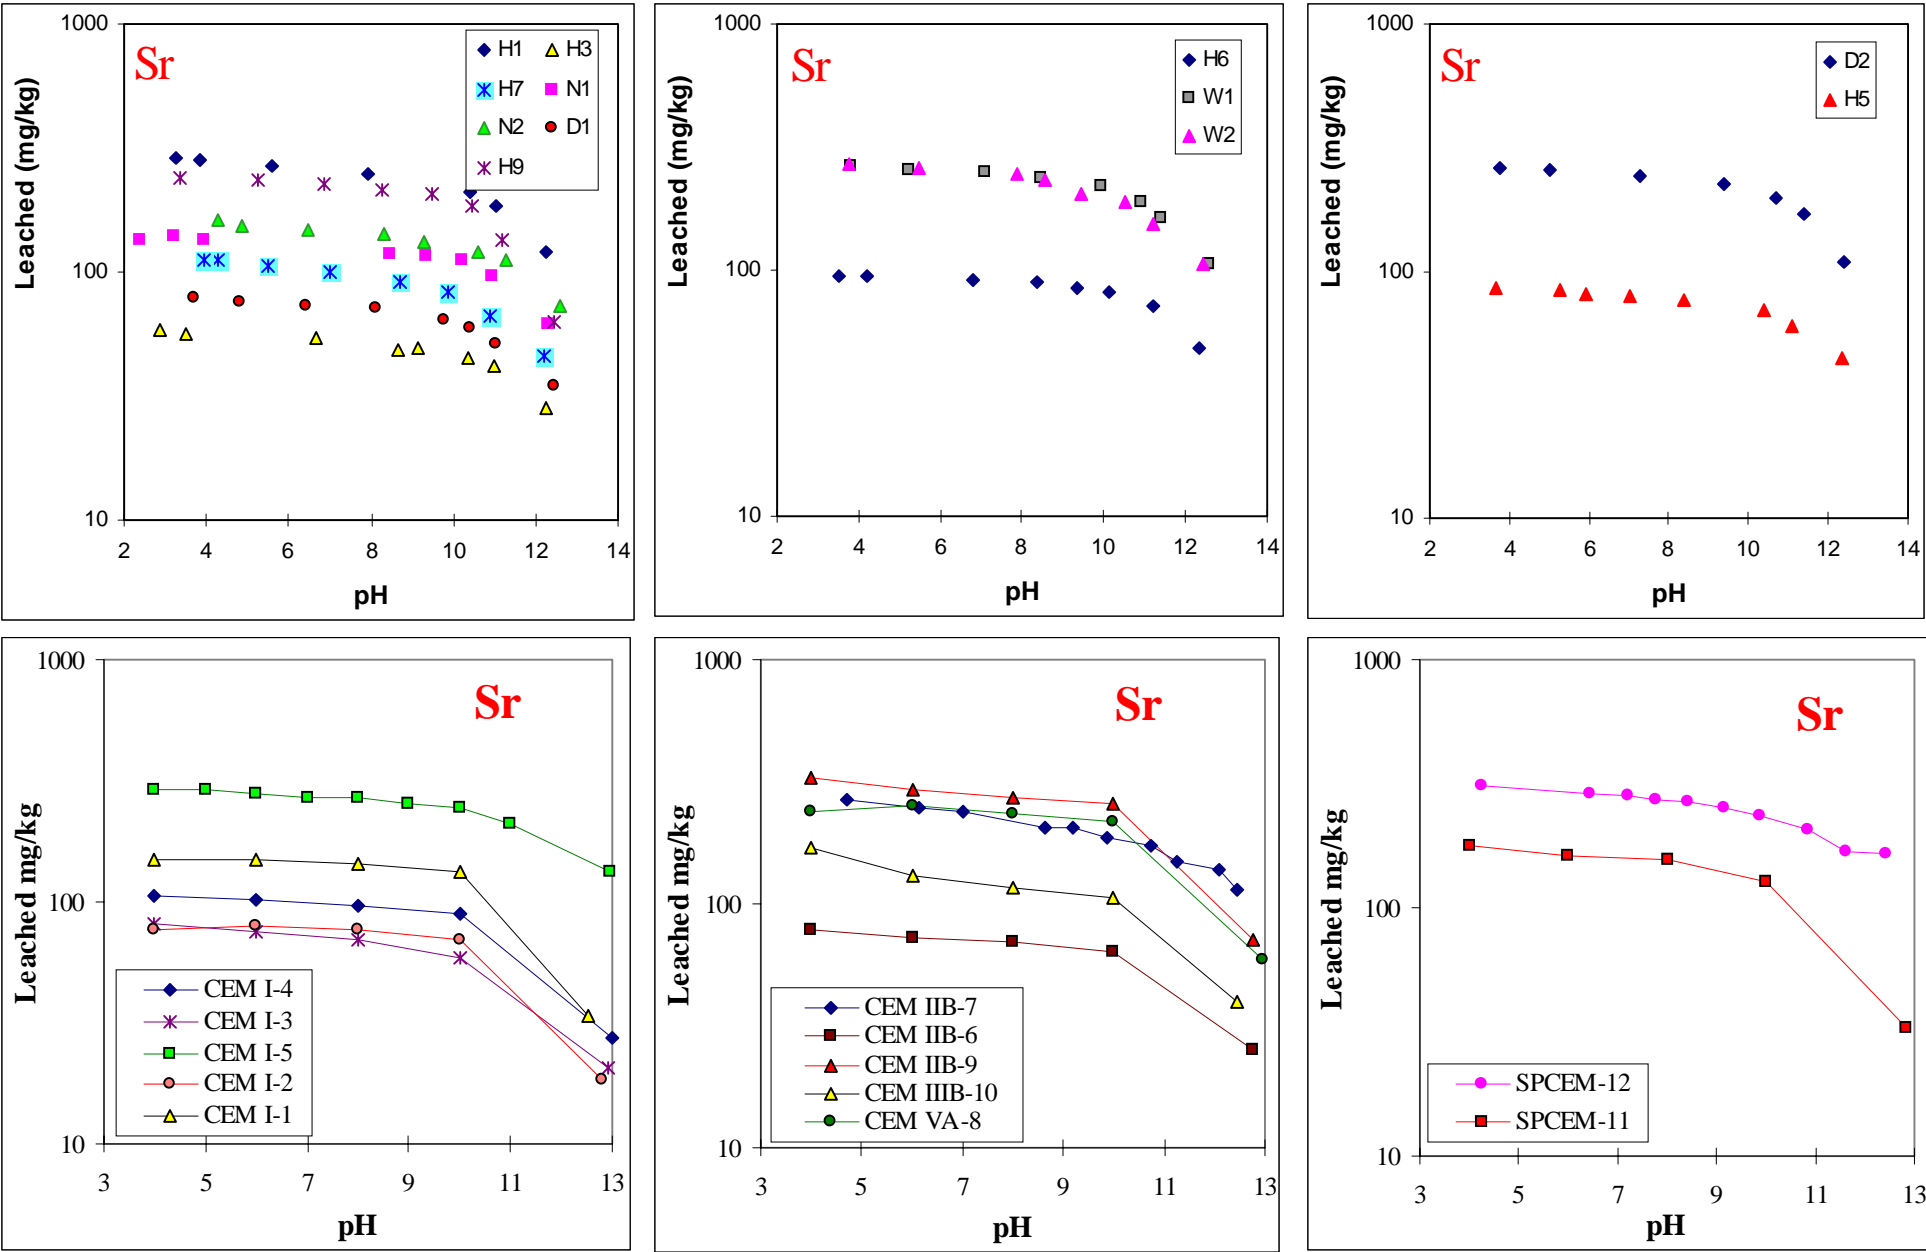 1000
100
10
Leached (mg/kg)
Sr
H1 H3
H7 N1
N2 D1
H9
2 4 6 8 10 12 14
pH
1000
100
10
Leached (mg/kg)
Sr
H6
W1
W2
2 4 6 8 10 12 14
pH
1000
100
10
Leached (mg/kg)
Sr
D2
H5
2 4 6 8 10 12 14
pH
1000
100
10
Leached mg/kg
Sr
CEM I-4
CEM I-3
CEM I-5
CEM I-2
CEM I-1
3 5 7 9 11 13
pH
1000
100
10
Leached mg/kg
Sr
CEM IIB-7
CEM IIB-6
CEM IIB-9
CEM IIIB-10
CEM VA-8
3 5 7 9 11 13
pH
1000
100
10
Leached mg/kg
Sr
SPCEM-12
SPCEM-11
3 5 7 9 11 13
pH